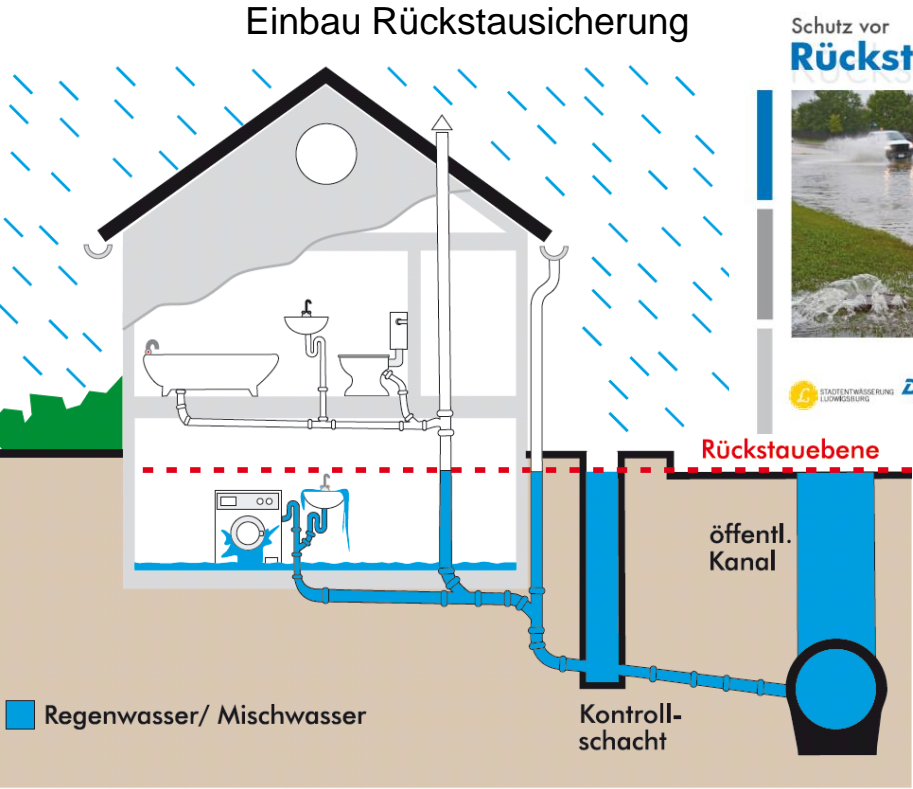 Einbau Rückstausicherung
Schutz vor
Rückst
STADTENTWÄSSERUNG
LUDWIGSBURG
Rückstauebene
öffentl.
Kanal
Regenwasser/ Mischwasser
Kontroll-
schacht